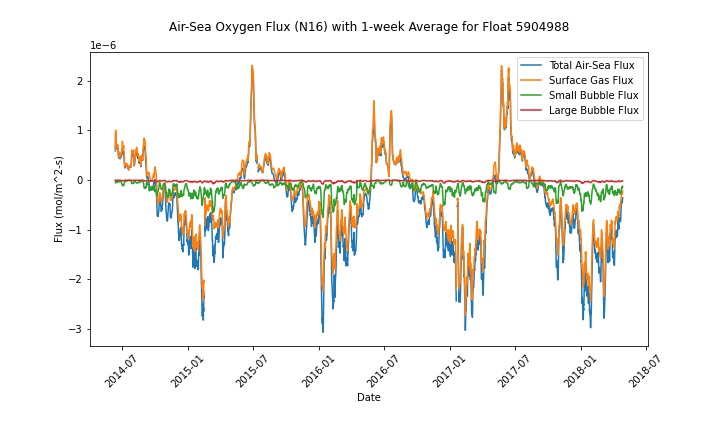 Air-Sea Oxygen Flux (N16) with 1-week Average for Float 5904988
1e−6
Total Air-Sea Flux
Surface Gas Flux
Small Bubble Flux
Large Bubble Flux
2
1
0
−1
−2
−3
Flux (mol/m^2-s)
2014-07
2015-01
2015-07
2016-01
2016-07
2017-01
2017-07
2018-01
2018-07
Date